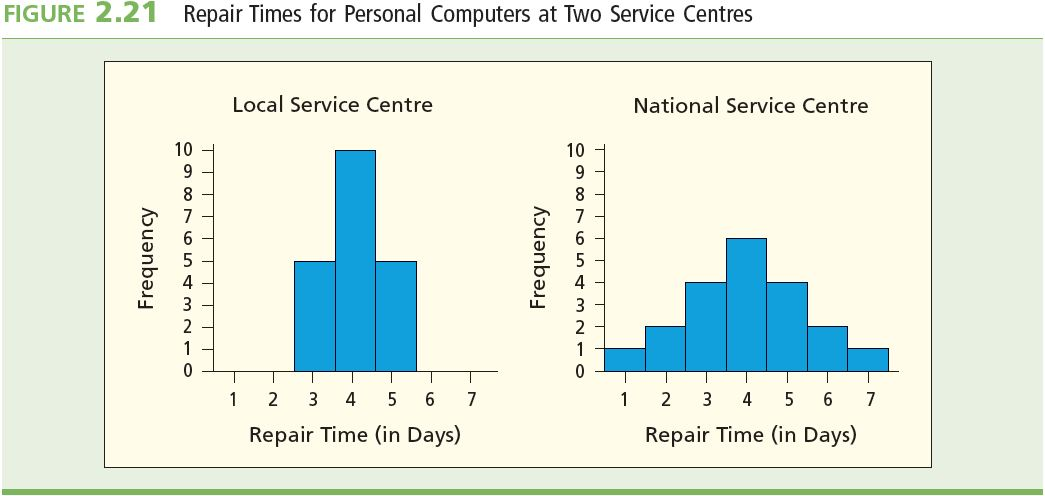 FIGURE 2.21 Repair Times for Personal Computers at Two Service Centres
Local Service Centre
10
9
8
7
6
5
4
3
2
1
0
Frequency
1 2 3 4 5 6 7
Repair Time (in Days)
National Service Centre
10
9
8
7
6
5
4
3
2
1
0
Frequency
1 2 3 4 5 6 7
Repair Time (in Days)